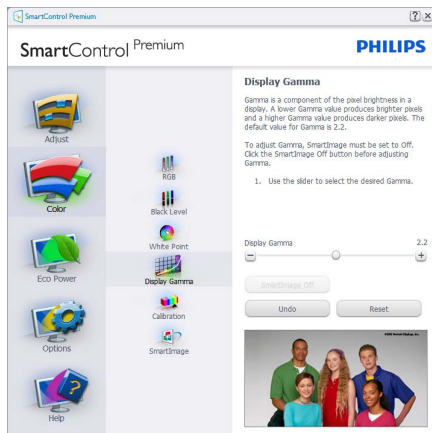 SmartControl Premium
?
x
SmartControl Premium
PHILIPS
Adjust
Color
Eco Power
Options
Help
RGB
Black Level
White Point
Display Gamma
Calibration
SmartImage
Display Gamma
Gamma is a component of the pixel brightness in a
display. A lower Gamma value produces brighter pixels
and a higher Gamma value produces darker pixels. The
default value for Gamma is 2.2.
To adjust Gamma, SmartImage must be set to Off.
Click the SmartImage Off button before adjusting
Gamma.
1. Use the slider to select the desired Gamma.
Display Gamma 2.2
SmartImage Off
Undo Reset